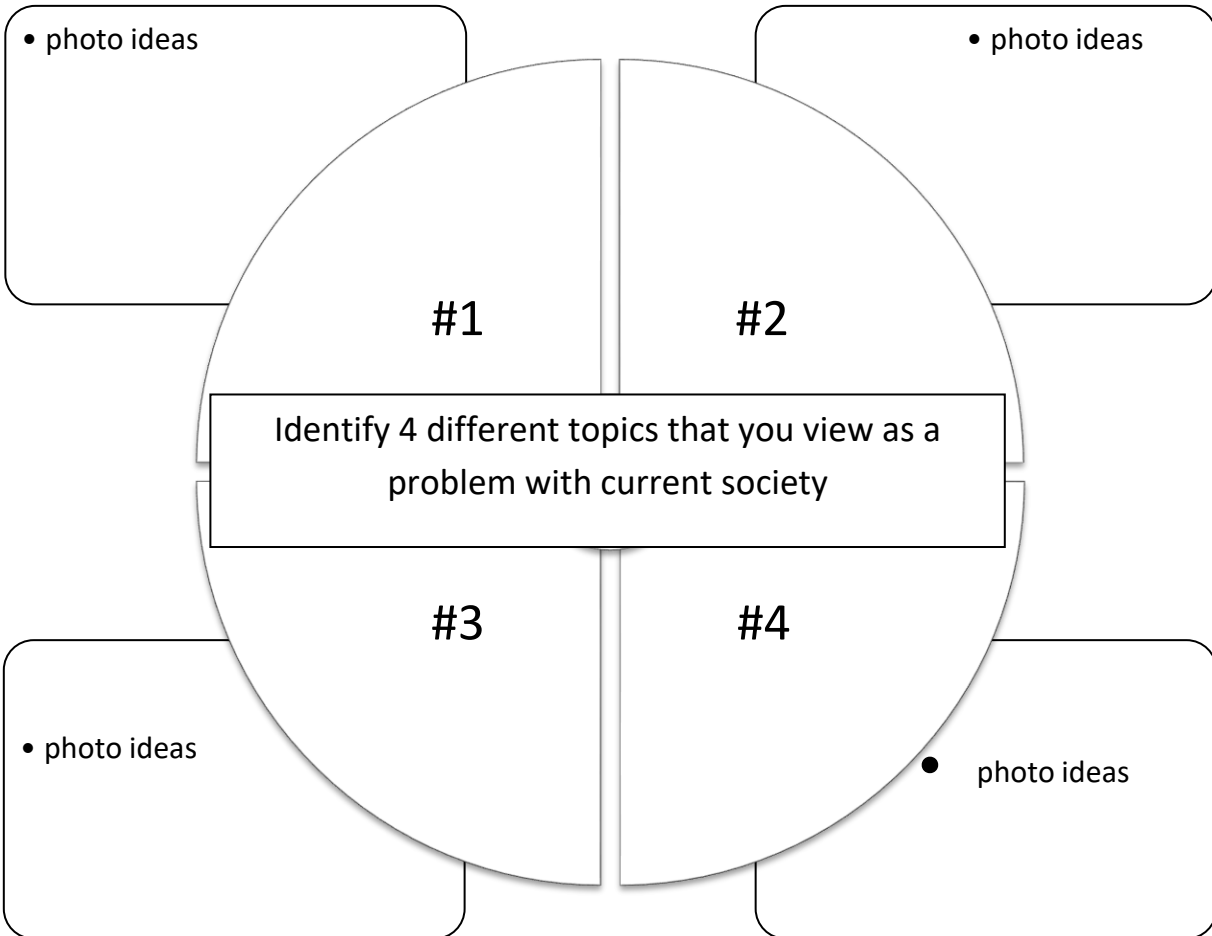 • photo ideas
• photo ideas
#1
#2
Identify 4 different topics that you view as a
problem with current society
#3
#4
• photo ideas
• photo ideas